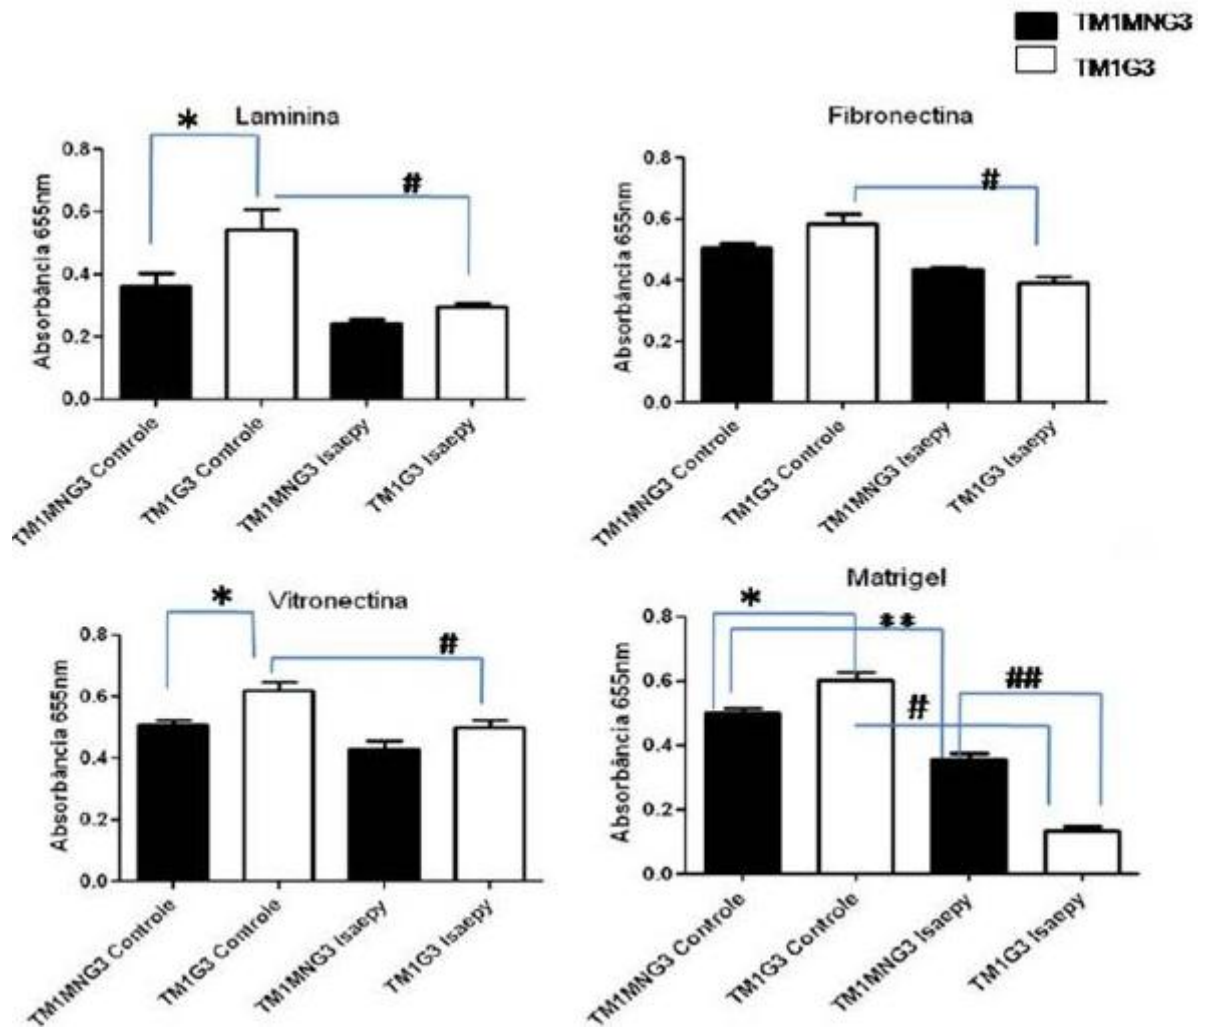 TM1MNG3
TM1G3
Laminina
*
#
Absorbância 655nm
0.8
0.6
0.4
0.2
0.0
TM1MNG3 Controle
TM1G3 Controle
TM1MNG3 Isaepy
TM1G3 Isaepy
Fibronectina
#
Absorbância 655nm
0.8
0.6
0.4
0.2
0.0
TM1MNG3 Controle
TM1G3 Controle
TM1MNG3 Isaepy
TM1G3 Isaepy
Vitronectina
*
#
Absorbância 655nm
0.8
0.6
0.4
0.2
0.0
TM1MNG3 Controle
TM1G3 Controle
TM1MNG3 Isaepy
TM1G3 Isaepy
Matrigel
*
**
##
#
Absorbância 655nm
0.8
0.6
0.4
0.2
0.0
TM1MNG3 Controle
TM1G3 Controle
TM1MNG3 Isaepy
TM1G3 Isaepy